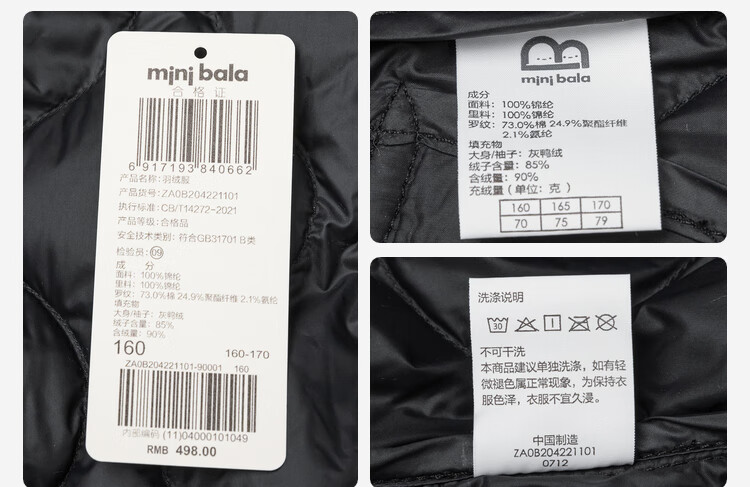 mini bala
合格证
6 917193 840662
产品名称: 羽绒服
产品货号: ZA0B204221101
执行标准: CB/T14272-2021
产品等级: 合格品
安全技术类别: 符合GB31701 B类
检验员: 09
成 分
面料: 100%锦纶
里料: 100%锦纶
罗纹: 73.0%棉 24.9%聚酯纤维 2.1%氨纶
填充物
大身/袖子: 灰鸭绒
绒子含量: 85%
含绒量: 90%
160 160-170
ZA0B204221101-90001 160
内部编码 (11)04000101049
RMB 498.00
mini bala
成分
面料: 100%锦纶
里料: 100%锦纶
罗纹: 73.0%棉 24.9%聚酯纤维
2.1%氨纶
填充物
大身/袖子: 灰鸭绒
绒子含量: 85%
含绒量: 90%
充绒量 (单位: 克)
160 165 170
70 75 79
洗涤说明
30
不可干洗
本商品建议单独洗涤, 如有轻
微褪色属正常现象, 为保持衣
服色泽, 衣服不宜久浸。
中国制造
ZA0B204221101
0712